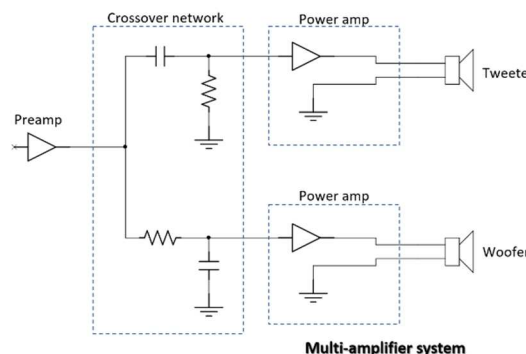 Crossover network
Power amp
Tweete
Preamp
Power amp
Woofer
Multi-amplifier system